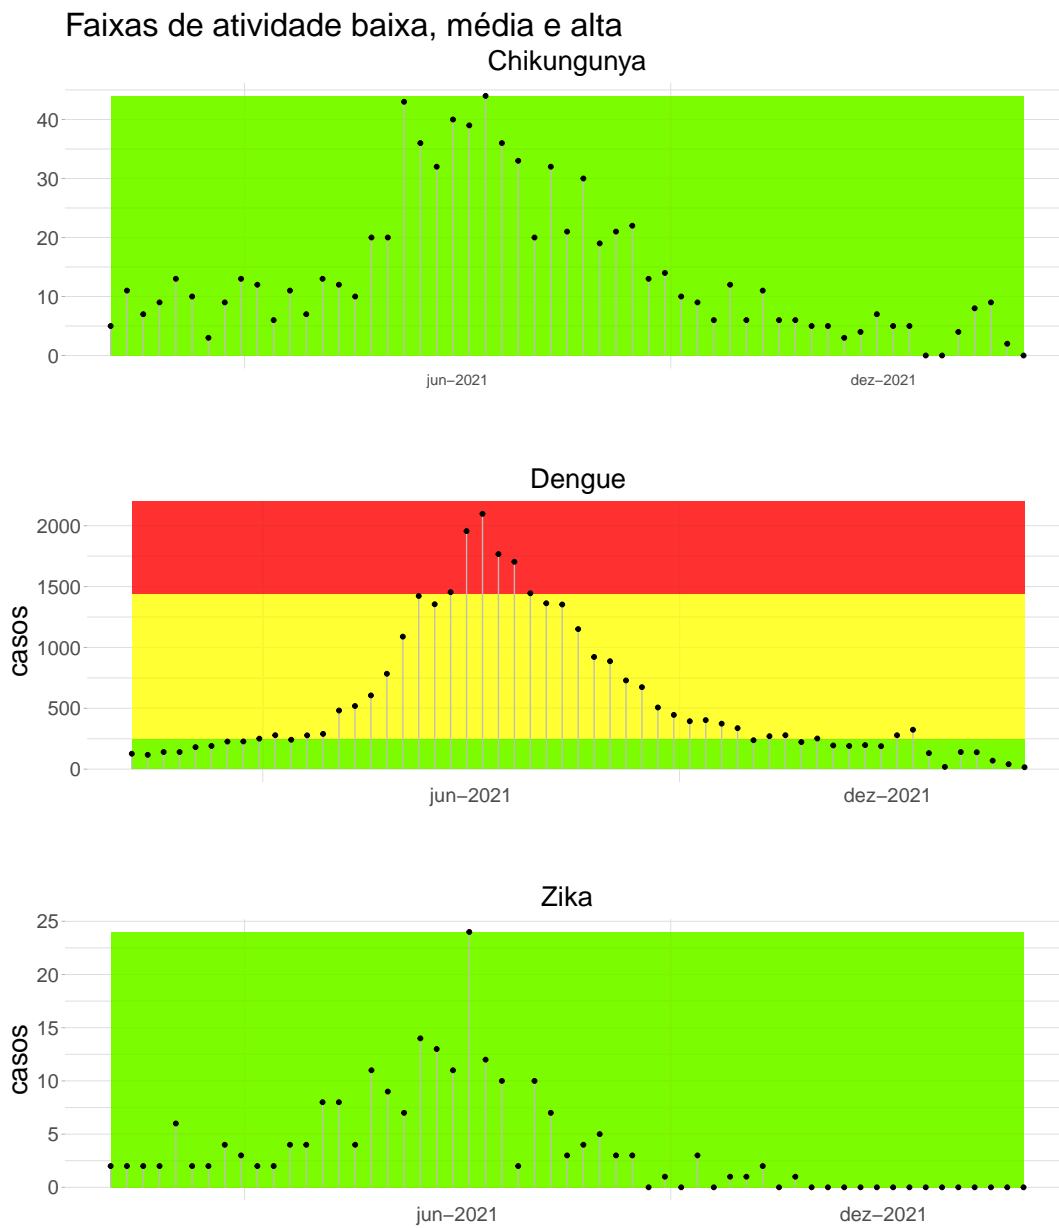 Faixas de atividade baixa, média e alta
Chikungunya
40
30
20
10
0
jun−2021 dez−2021
Dengue
casos
2000
1500
1000
500
0
jun−2021 dez−2021
Zika
casos
25
20
15
10
5
0
jun−2021 dez−2021